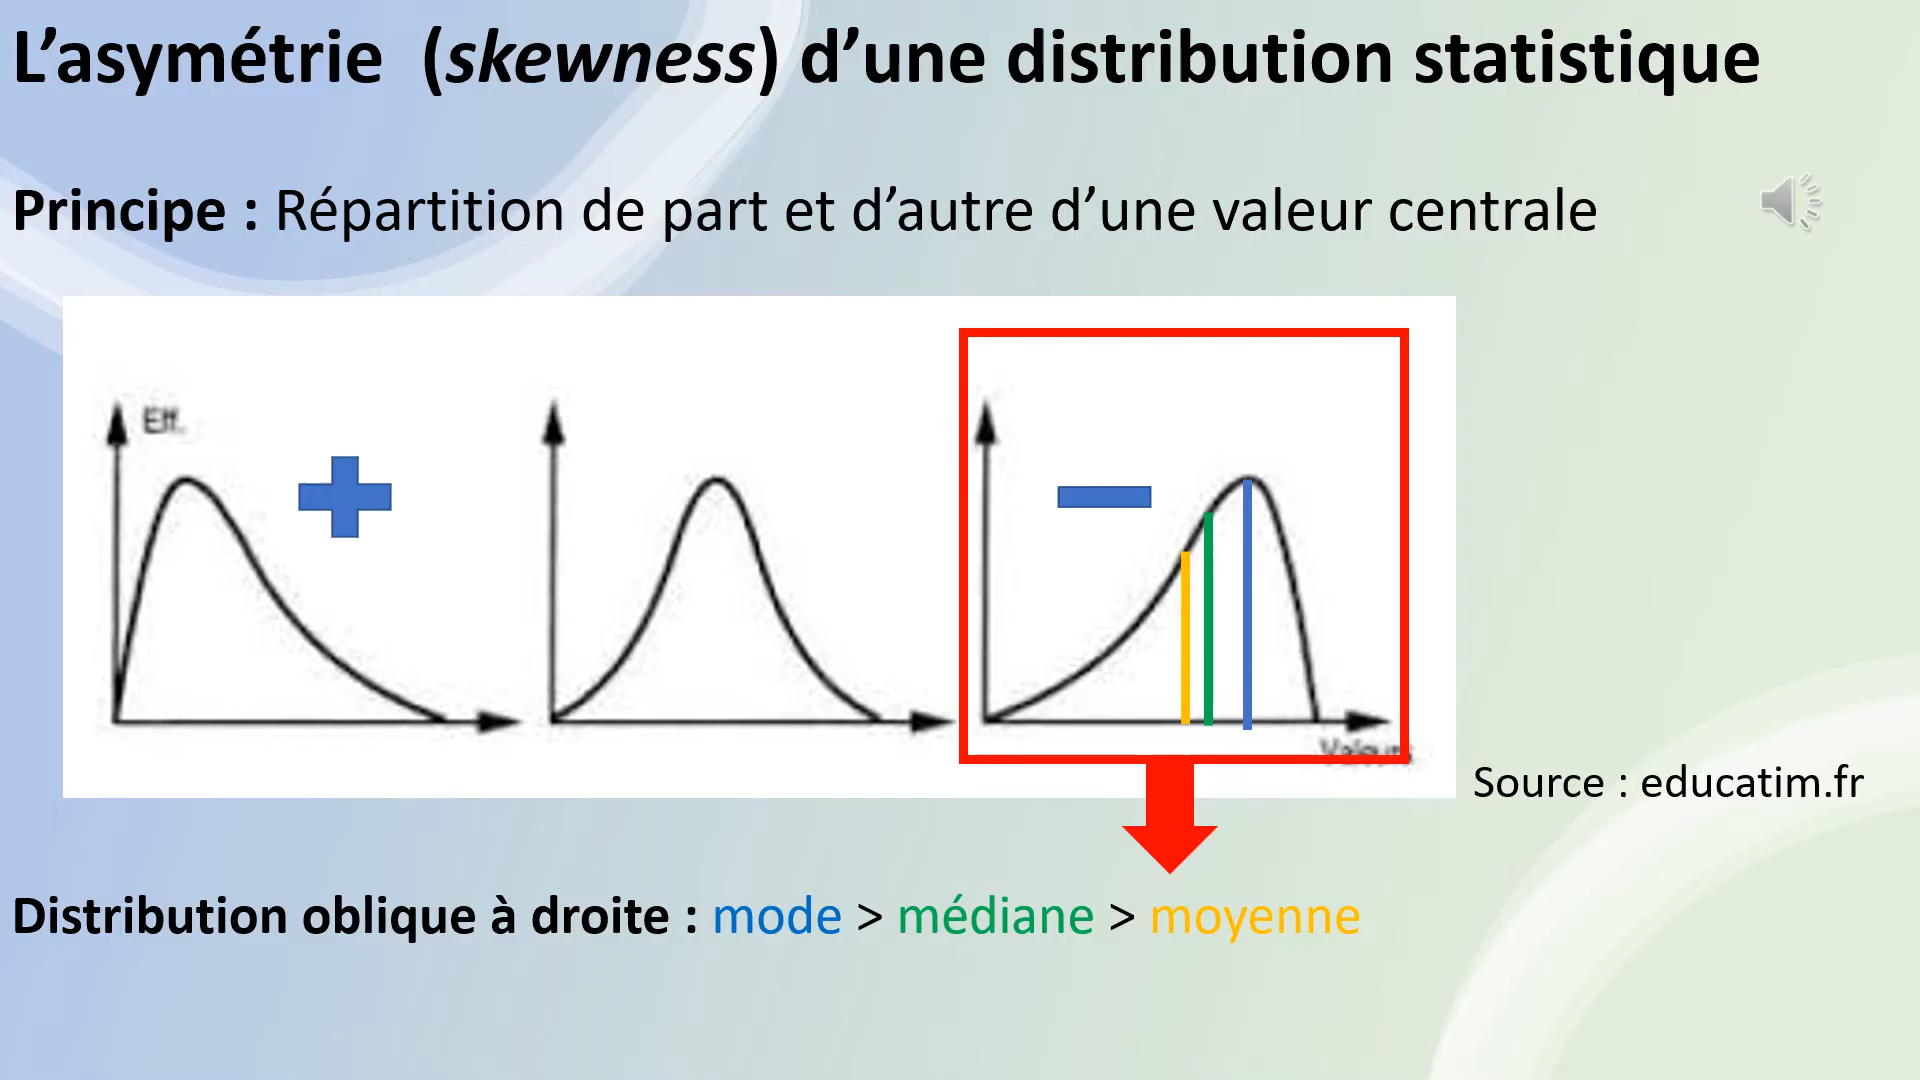 L’asymétrie (skewness) d’une distribution statistique
Principe : Répartition de part et d’autre d’une valeur centrale
Eff.
Valeurs
Source : educatim.fr
Distribution oblique à droite : mode > médiane > moyenne